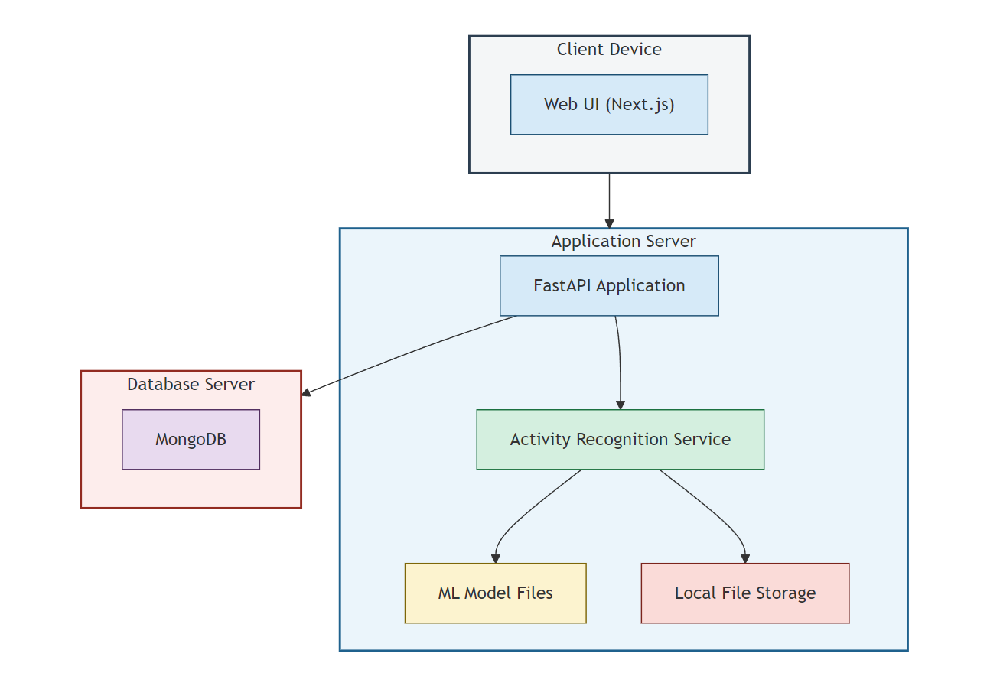 Client Device
Web UI (Next.js)
Application Server
FastAPI Application
Database Server
MongoDB
Activity Recognition Service
ML Model Files
Local File Storage